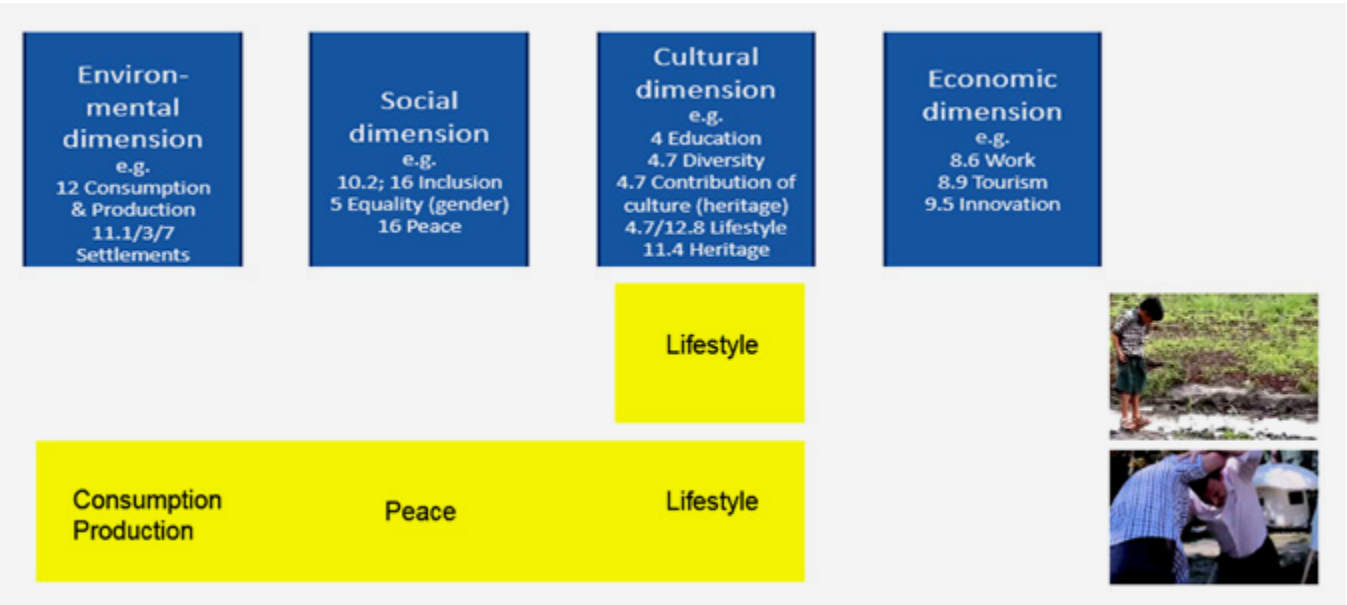 Environ-
mental
dimension
e.g.
12 Consumption
& Production
11.1/3/7
Settlements
Social
dimension
e.g.
10.2; 16 Inclusion
5 Equality (gender)
16 Peace
Cultural
dimension
e.g.
4 Education
4.7 Diversity
4.7 Contribution of
culture (heritage)
4.7/12.8 Lifestyle
11.4 Heritage
Economic
dimension
e.g.
8.6 Work
8.9 Tourism
9.5 Innovation
Lifestyle
Consumption
Production
Peace
Lifestyle